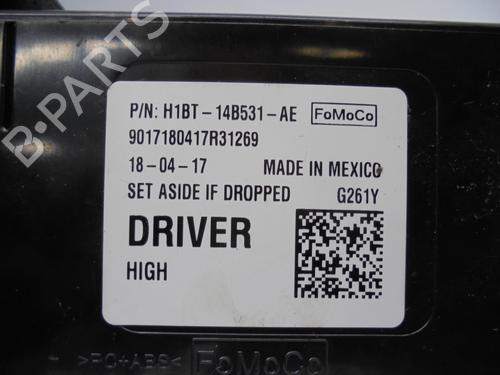 B-PARTS
P/N: H1BT-14B531-AE FoMoCo
9017180417R31269
18-04-17 MADE IN MEXICO
SET ASIDE IF DROPPED G261Y
DRIVER
HIGH
>PC+ABS< FoMoCo
B-PARTS